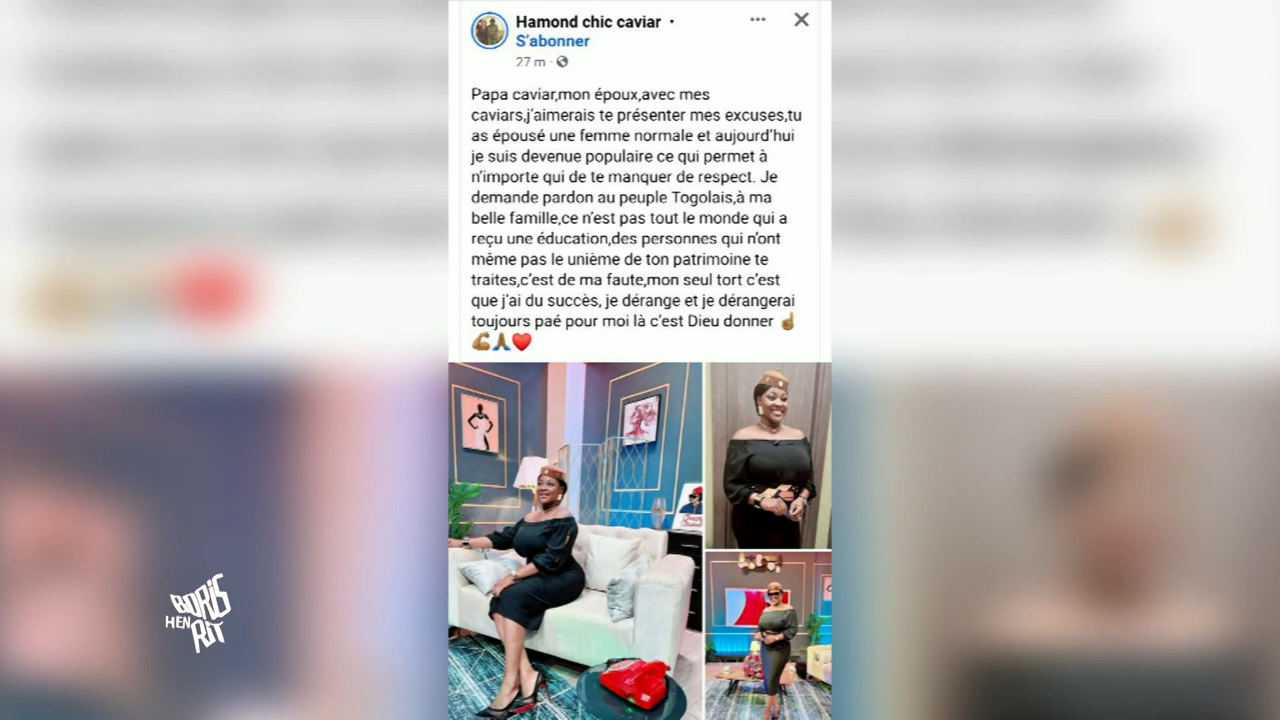 Hamond chic caviar ·
S'abonner
27 m ·
Papa caviar,mon époux,avec mes
caviars,j'aimerais te présenter mes excuses,tu
as épousé une femme normale et aujourd'hui
je suis devenue populaire ce qui permet à
n'importe qui de te manquer de respect. Je
demande pardon au peuple Togolais,à ma
belle famille,ce n'est pas tout le monde qui a
reçu une éducation,des personnes qui n'ont
même pas le unième de ton patrimoine te
traites,c'est de ma faute,mon seul tort c'est
que j'ai du succès, je dérange et je dérangerai
toujours paé pour moi là c'est Dieu donner ☝🏾
💪🏾🙏🏾❤️
BORIS
HEN
RIT